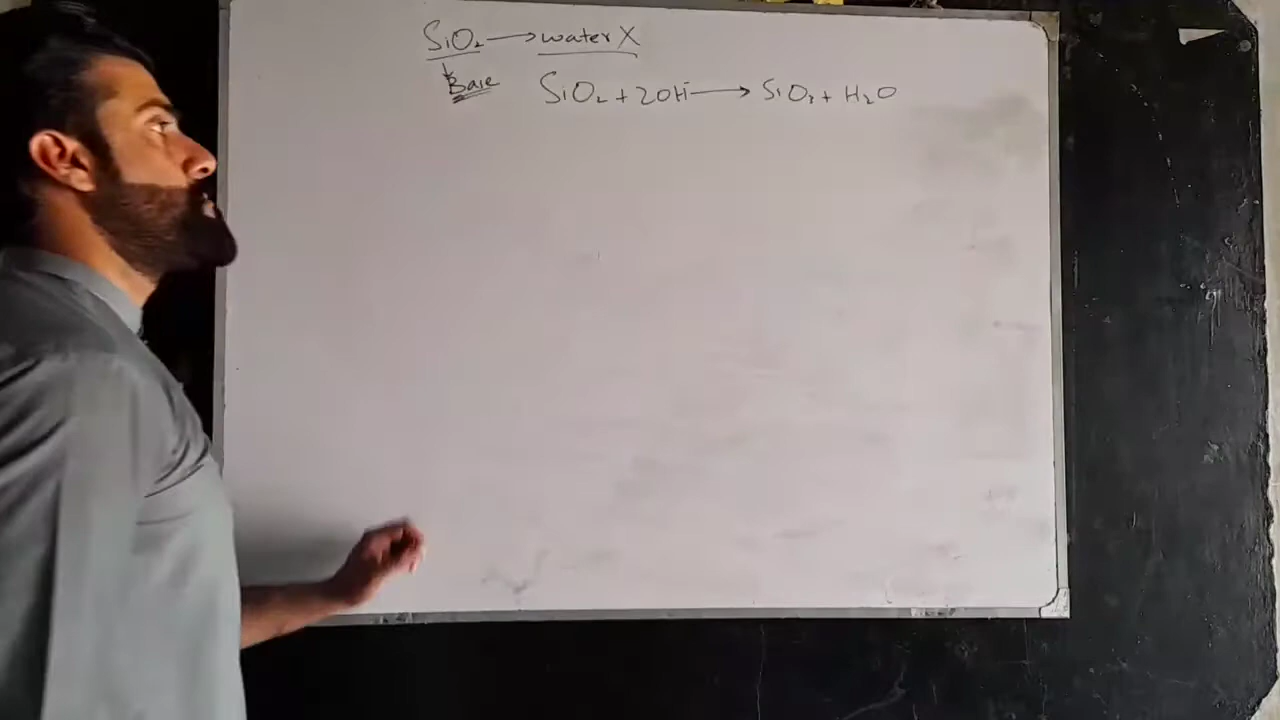 SiO₂ → water X
Base SiO₂ + 2OH⁻ → SiO₃ + H₂O